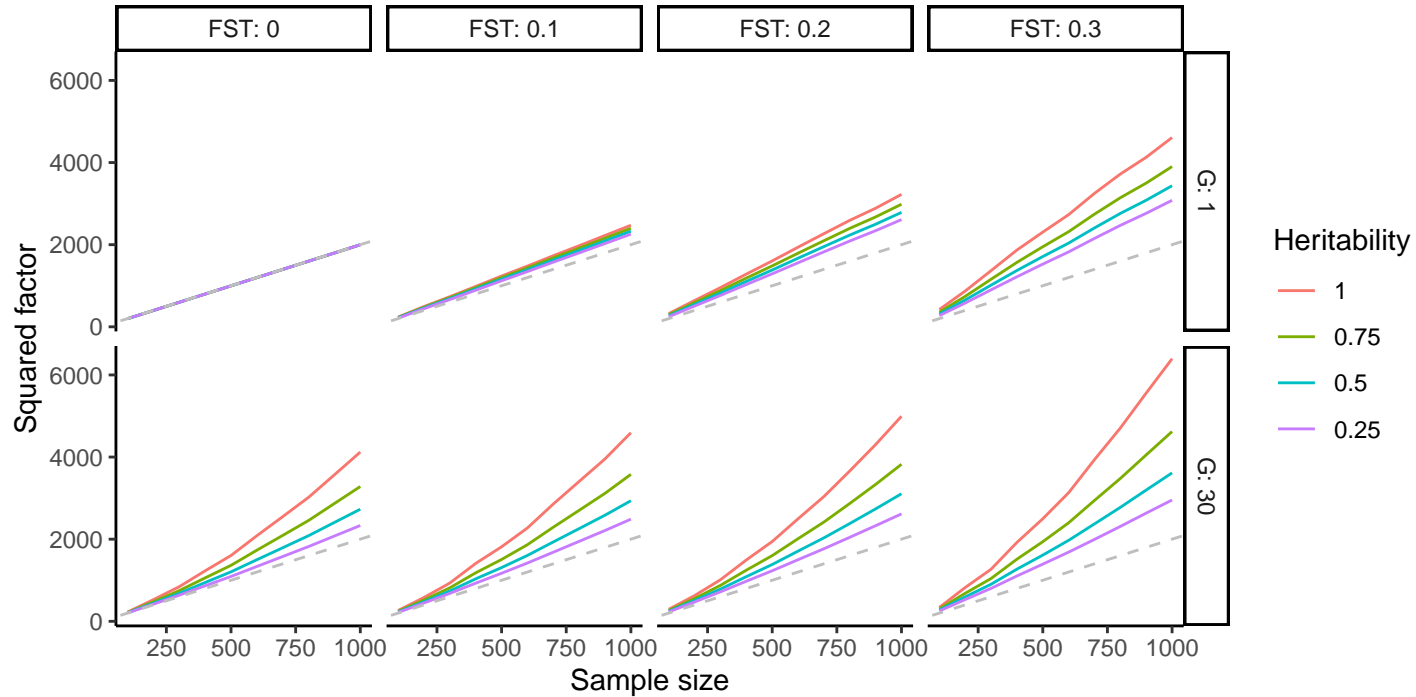 FST: 0
FST: 0.1
FST: 0.2
FST: 0.3
6000
4000
2000
0
G: 1
6000
4000
2000
0
G: 30
Squared factor
250 500 750 1000
250 500 750 1000
250 500 750 1000
250 500 750 1000
Sample size
Heritability
1
0.75
0.5
0.25